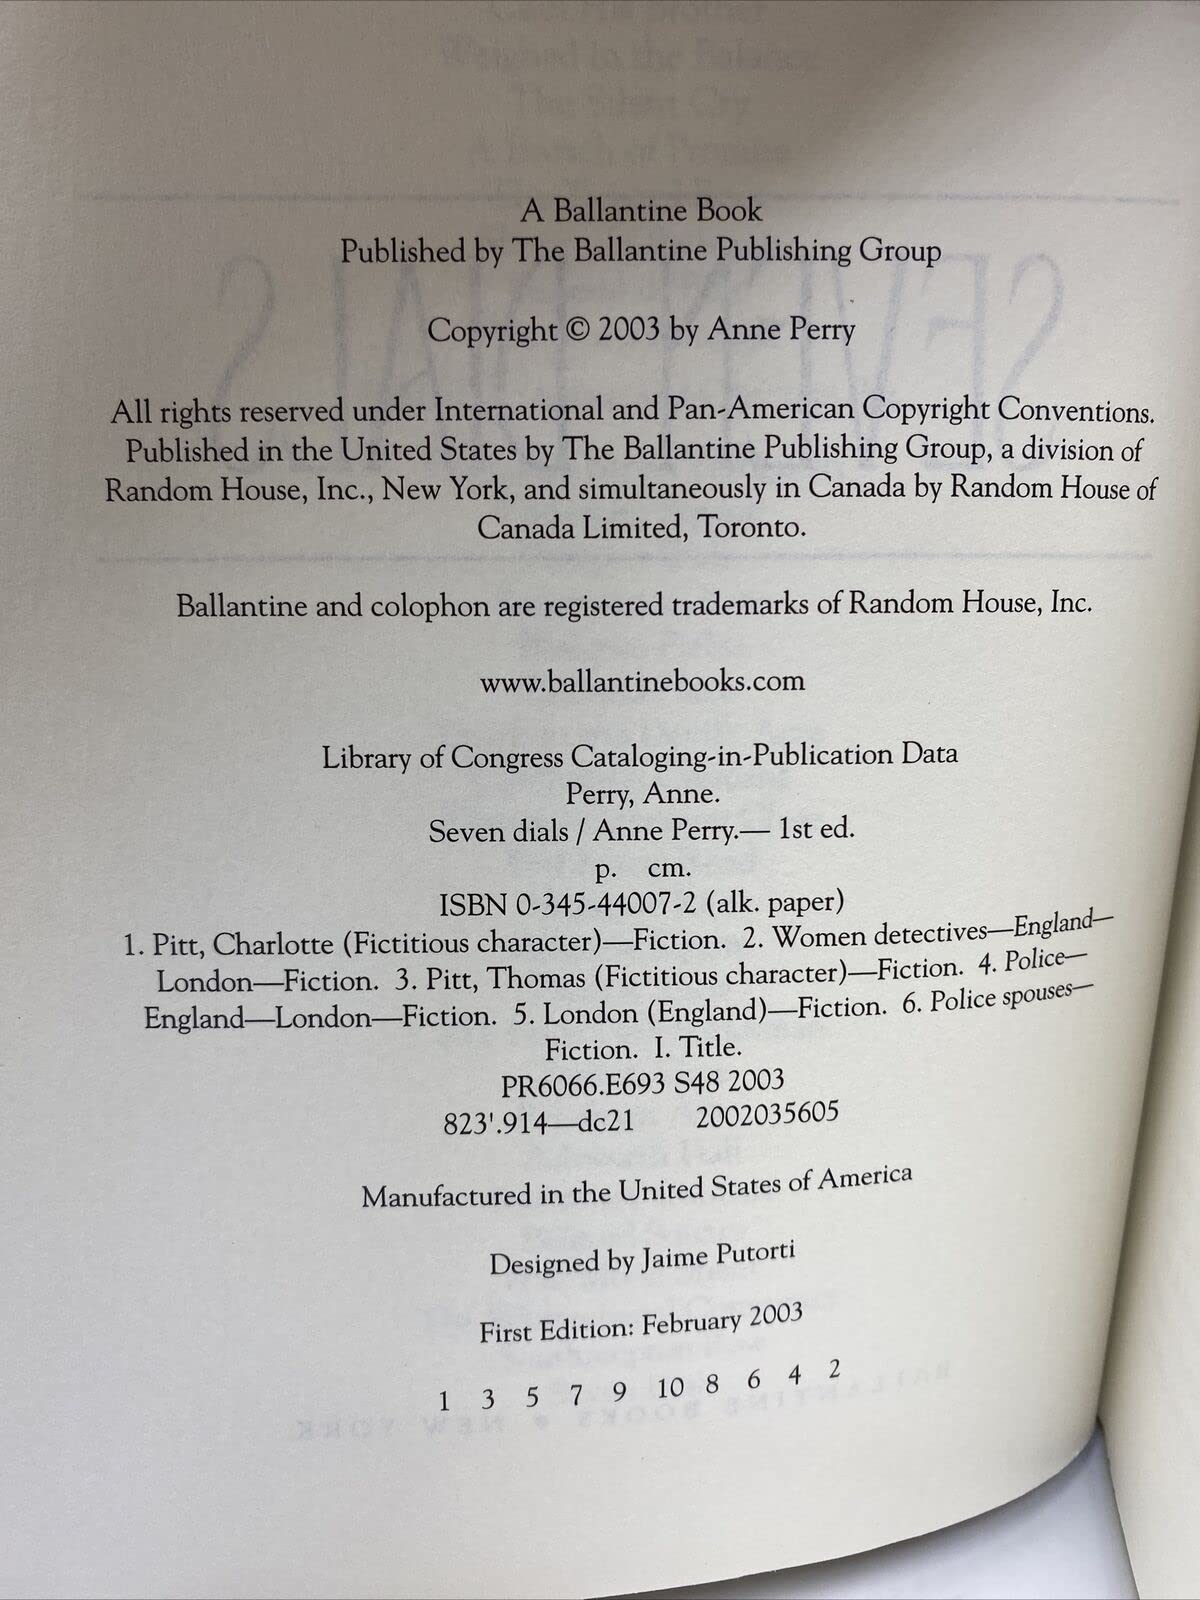 A Ballantine Book
Published by The Ballantine Publishing Group
Copyright © 2003 by Anne Perry
All rights reserved under International and Pan-American Copyright Conventions.
Published in the United States by The Ballantine Publishing Group, a division of
Random House, Inc., New York, and simultaneously in Canada by Random House of
Canada Limited, Toronto.
Ballantine and colophon are registered trademarks of Random House, Inc.
www.ballantinebooks.com
Library of Congress Cataloging-in-Publication Data
Perry, Anne.
Seven dials / Anne Perry.— 1st ed.
p. cm.
ISBN 0-345-44007-2 (alk. paper)
1. Pitt, Charlotte (Fictitious character)—Fiction. 2. Women detectives—England—
London—Fiction. 3. Pitt, Thomas (Fictitious character)—Fiction. 4. Police—
England—London—Fiction. 5. London (England)—Fiction. 6. Police spouses—
Fiction. I. Title.
PR6066.E693 S48 2003
823'.914—dc21 2002035605
Manufactured in the United States of America
Designed by Jaime Putorti
First Edition: February 2003
1 3 5 7 9 10 8 6 4 2